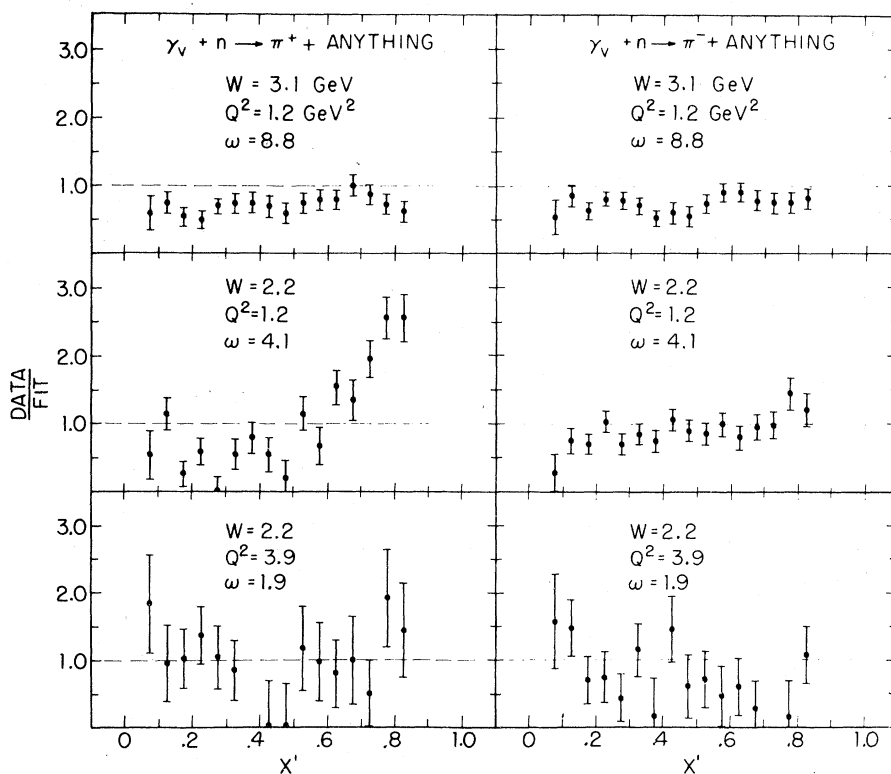 γᵥ + n → π⁺ + ANYTHING
W = 3.1 GeV
Q² = 1.2 GeV²
ω = 8.8
γᵥ + n → π⁻ + ANYTHING
W = 3.1 GeV
Q² = 1.2 GeV²
ω = 8.8
3.0
2.0
1.0
W = 2.2
Q² = 1.2
ω = 4.1
W = 2.2
Q² = 1.2
ω = 4.1
3.0
2.0
1.0
DATA
FIT
W = 2.2
Q² = 3.9
ω = 1.9
W = 2.2
Q² = 3.9
ω = 1.9
3.0
2.0
1.0
0 .2 .4 .6 .8 1.0 0 .2 .4 .6 .8 1.0
X' X'